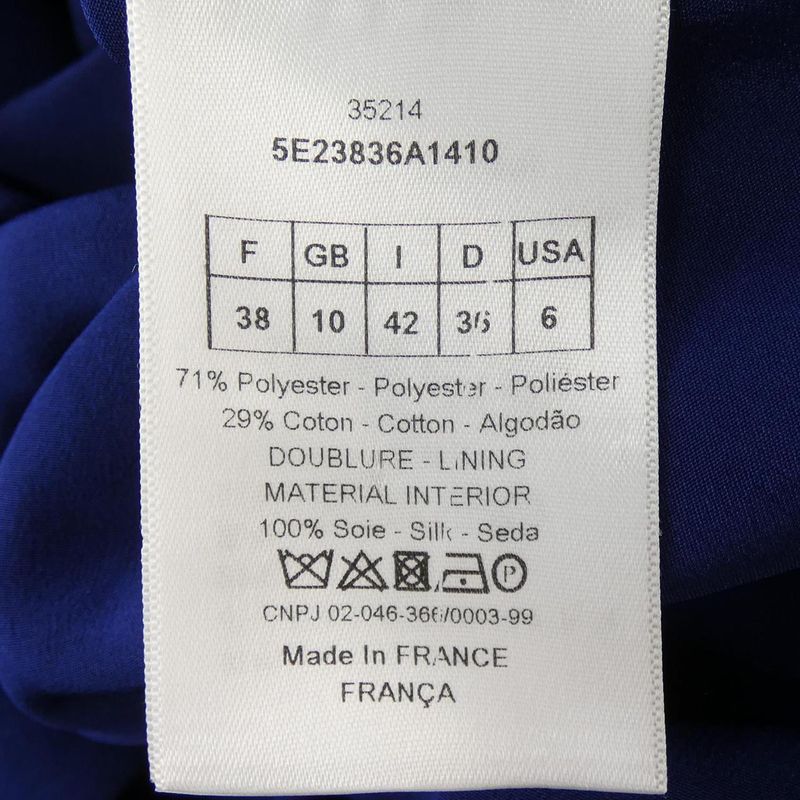 35214
5E23836A1410
F GB I D USA
38 10 42 36 6
71% Polyester - Polyester - Poliéster
29% Coton - Cotton - Algodão
DOUBLURE - LINING
MATERIAL INTERIOR
100% Soie - Silk - Seda
P
CNPJ 02-046-366/0003-99
Made In FRANCE
FRANÇA